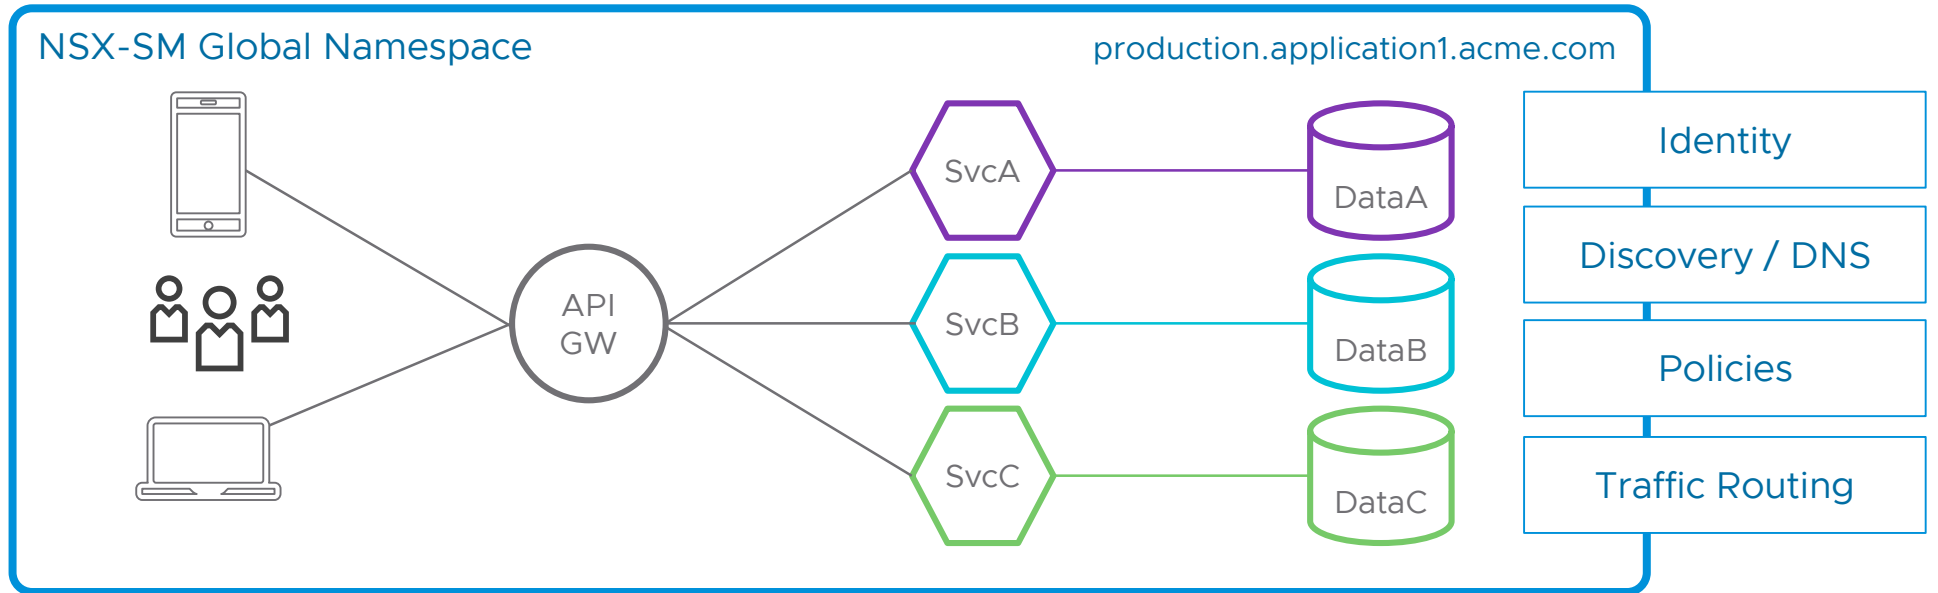 NSX-SM Global Namespace
production.application1.acme.com
API
GW
SvcA
DataA
SvcB
DataB
SvcC
DataC
Identity
Discovery / DNS
Policies
Traffic Routing